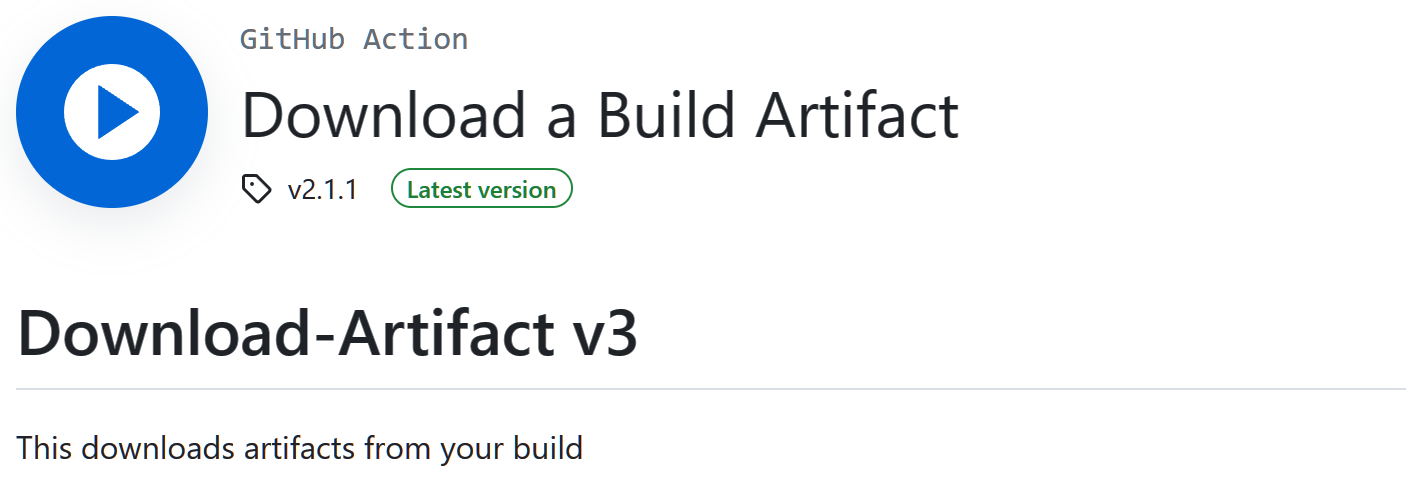 GitHub Action
Download a Build Artifact
v2.1.1 Latest version
Download-Artifact v3
This downloads artifacts from your build